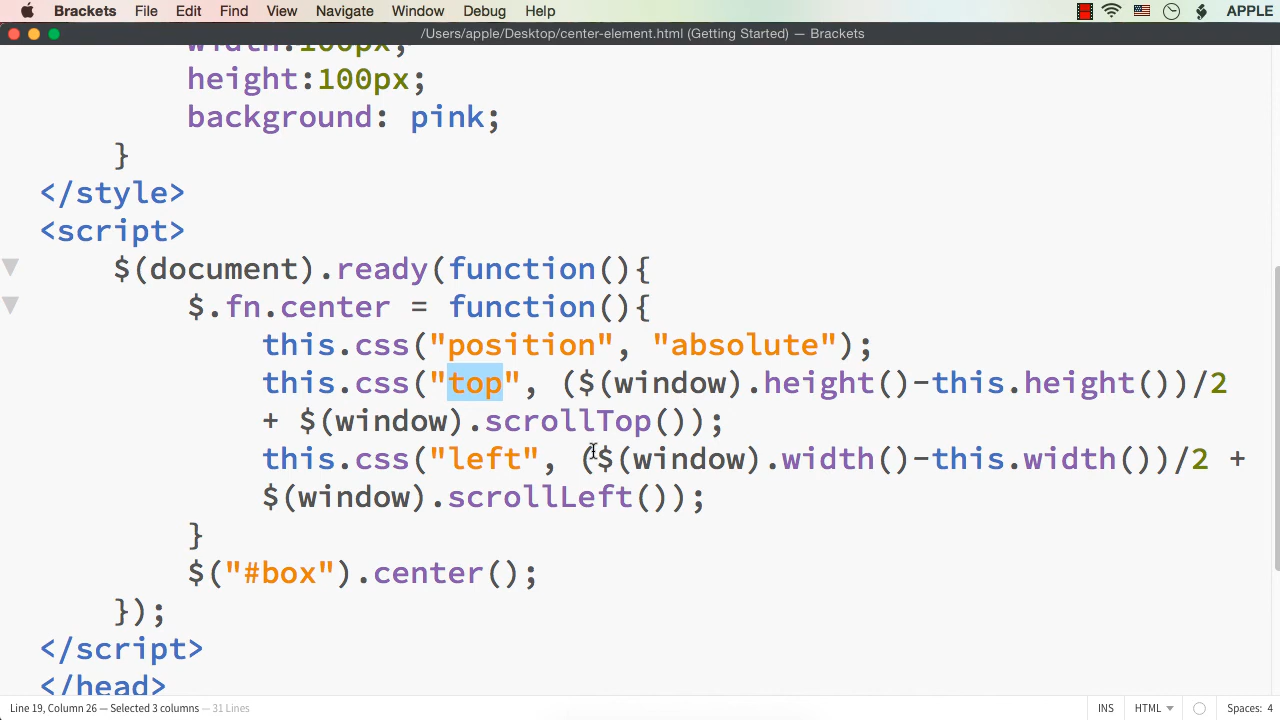 Brackets File Edit Find View Navigate Window Debug Help APPLE
/Users/apple/Desktop/center-element.html (Getting Started) — Brackets
width:100px;
height:100px;
background: pink;
}
</style>
<script>
$(document).ready(function(){
$.fn.center = function(){
this.css("position", "absolute");
this.css("top", ($(window).height()-this.height())/2
+ $(window).scrollTop());
this.css("left", ($(window).width()-this.width())/2 +
$(window).scrollLeft());
}
$("#box").center();
});
</script>
</head>
Line 19, Column 26 — Selected 3 columns — 31 Lines INS HTML Spaces: 4